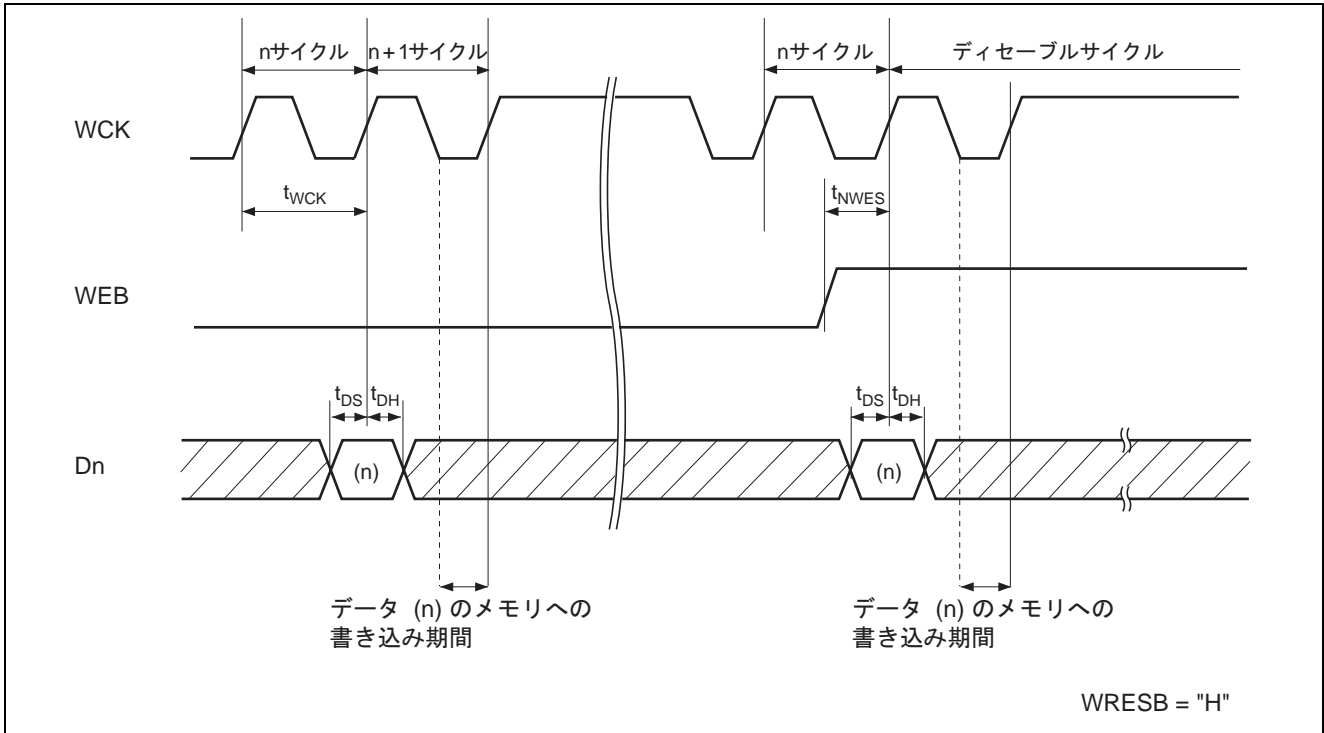 nサイクル n+1サイクル nサイクル ディセーブルサイクル
WCK
tWCK tNWES
WEB
tDS tDH tDS tDH
Dn (n) (n)
データ (n) のメモリへの
書き込み期間
データ (n) のメモリへの
書き込み期間
WRESB = "H"